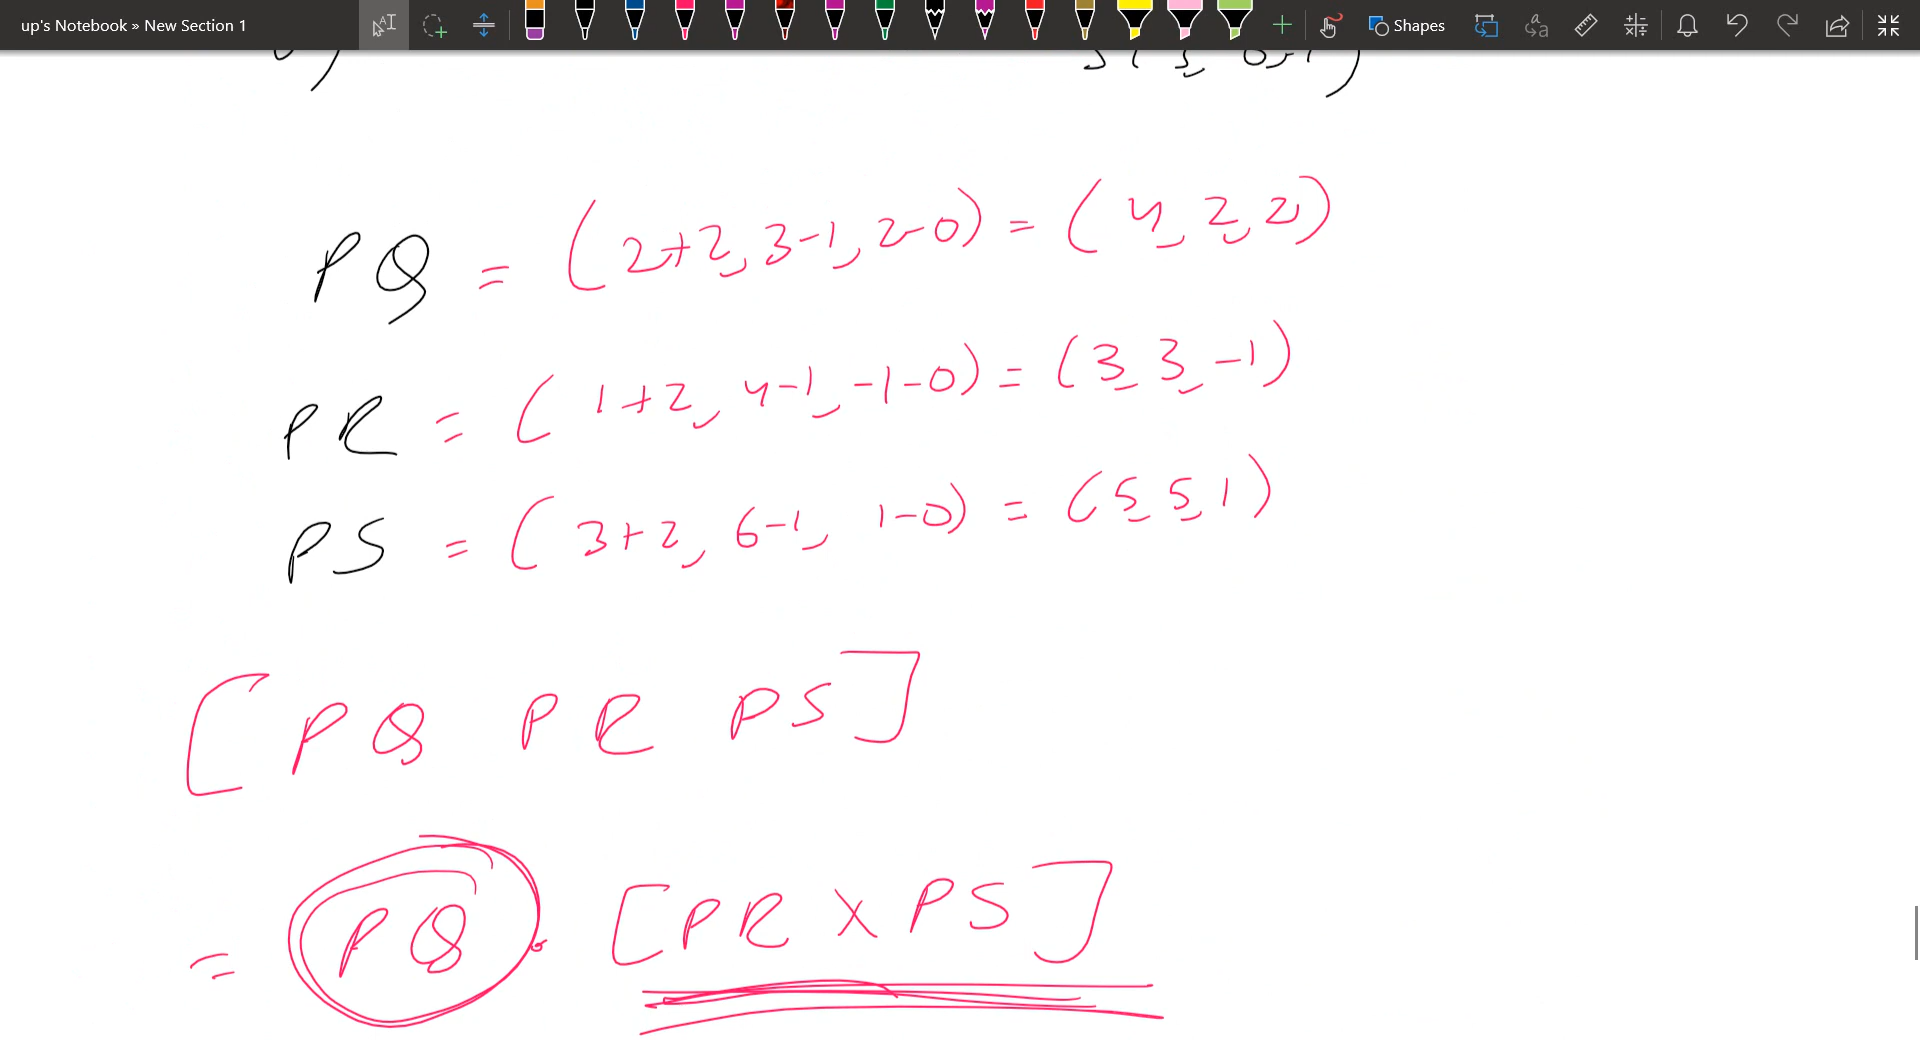 up's Notebook » New Section 1
Shapes
PQ = (2+2, 3-1, 2-0) = (4, 2, 2)
PR = (1+2, 4-1, -1-0) = (3, 3, -1)
PS = (3+2, 6-1, 1-0) = (5, 5, 1)
[PQ PR PS]
= PQ . [PR X PS]